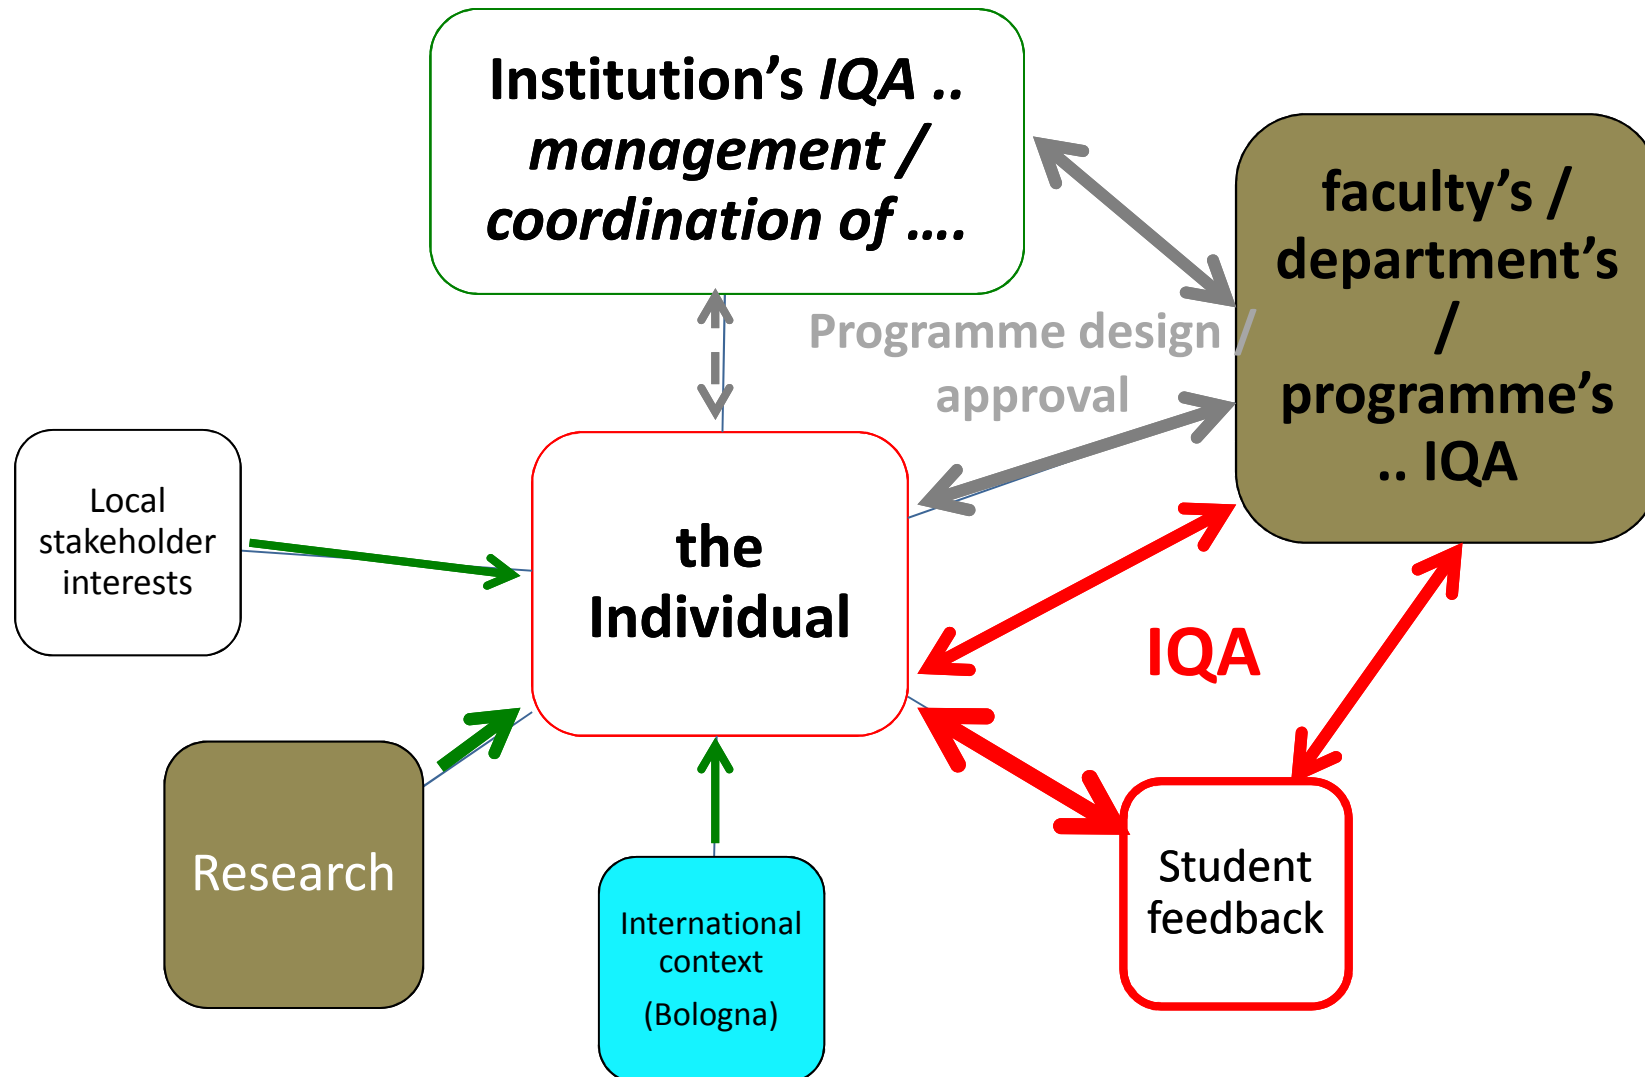 Institution’s IQA ..
management /
coordination of ….
faculty’s /
department’s
/
programme’s
.. IQA
Programme design /
approval
Local
stakeholder
interests
the
Individual
IQA
Research
International
context
(Bologna)
Student
feedback